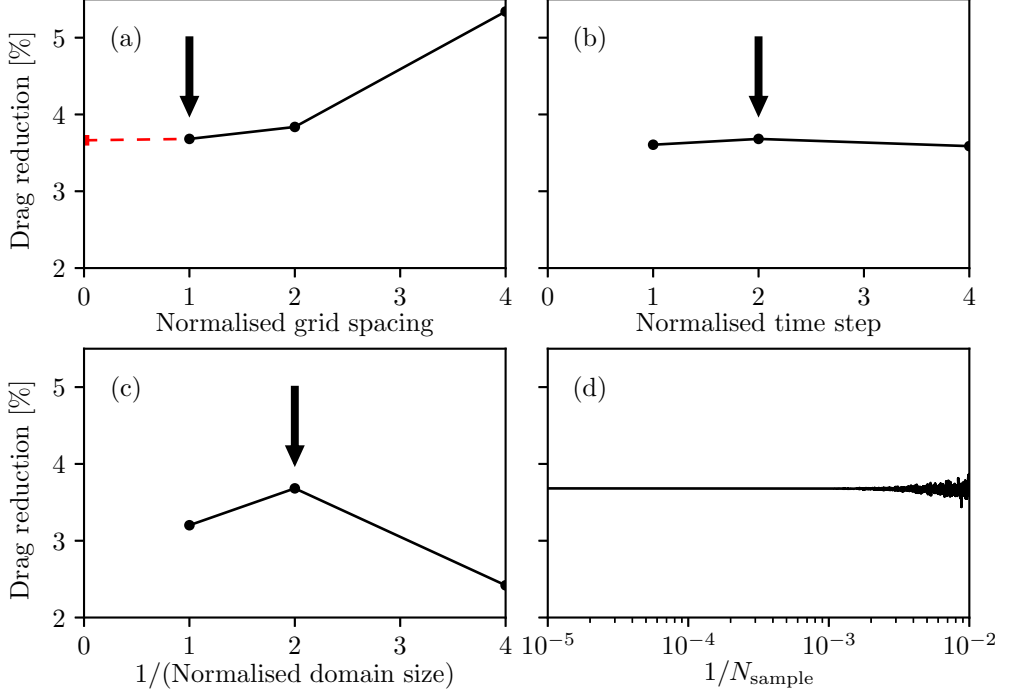 (a)
Drag reduction [%]
5
4
3
2
0 1 2 3 4
Normalised grid spacing
(b)
0 1 2 3 4
Normalised time step
(c)
Drag reduction [%]
5
4
3
2
0 1 2 3 4
1/(Normalised domain size)
(d)
10⁻⁵ 10⁻⁴ 10⁻³ 10⁻²
1/N_sample